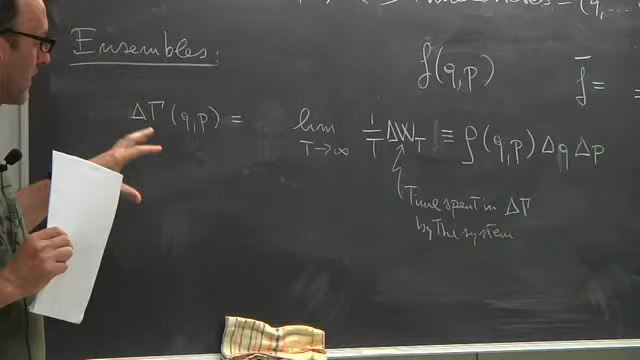 Ensembles:
f(q,p) f̄ =
ΔΓ(q,p) = lim T→∞ 1/T ΔW_T ≡ ρ(q,p) Δq Δp
Time spent in ΔΓ
by the system